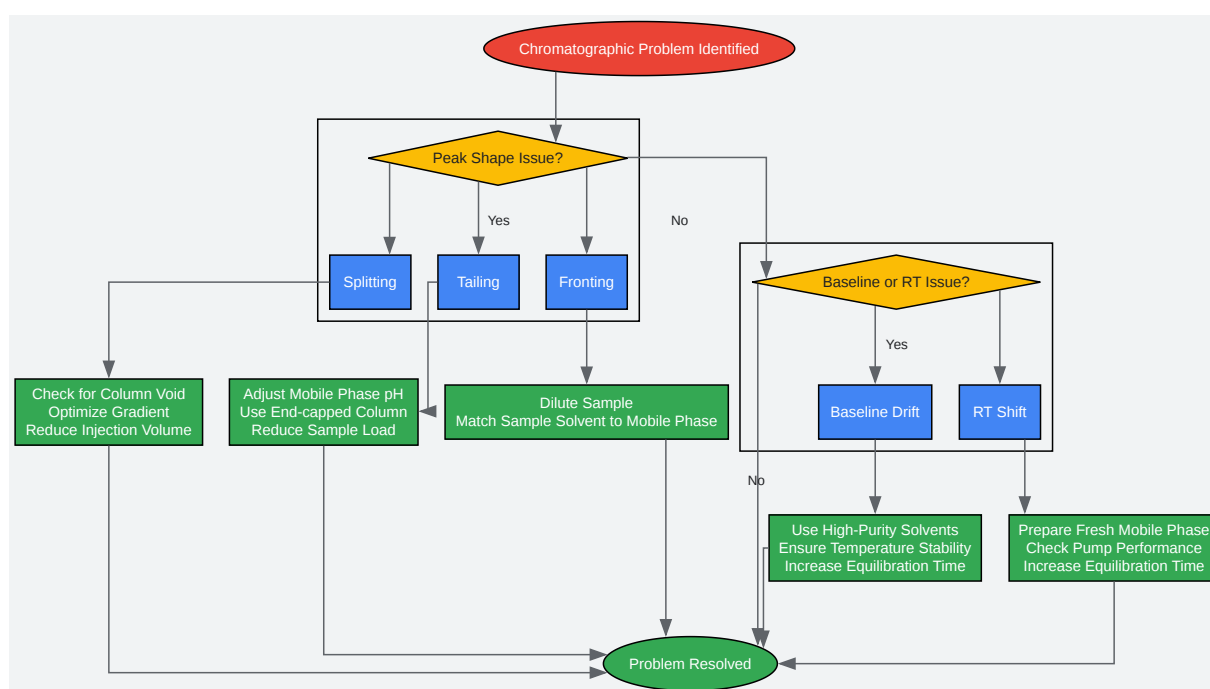 Chromatographic Problem Identified
Peak Shape Issue?
Yes
No
Splitting
Tailing
Fronting
Baseline or RT Issue?
Yes
Check for Column Void
Optimize Gradient
Reduce Injection Volume
Adjust Mobile Phase pH
Use End-capped Column
Reduce Sample Load
Dilute Sample
Match Sample Solvent to Mobile Phase
Baseline Drift
RT Shift
No
Use High-Purity Solvents
Ensure Temperature Stability
Increase Equilibration Time
Prepare Fresh Mobile Phase
Check Pump Performance
Increase Equilibration Time
Problem Resolved